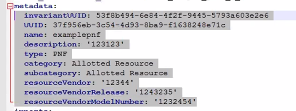 metadata:
invariantUUID: 53f8b494-6e84-4f2f-9445-5793a603e2e6
UUID: 37f956eb-3c54-4d93-8ba9-f1638248e71c
name: examplepnf
description: '123123'
type: PNF
category: Allotted Resource
subcategory: Allotted Resource
resourceVendor: '12344'
resourceVendorRelease: '1243235'
resourceVendorModelNumber: '1232454'